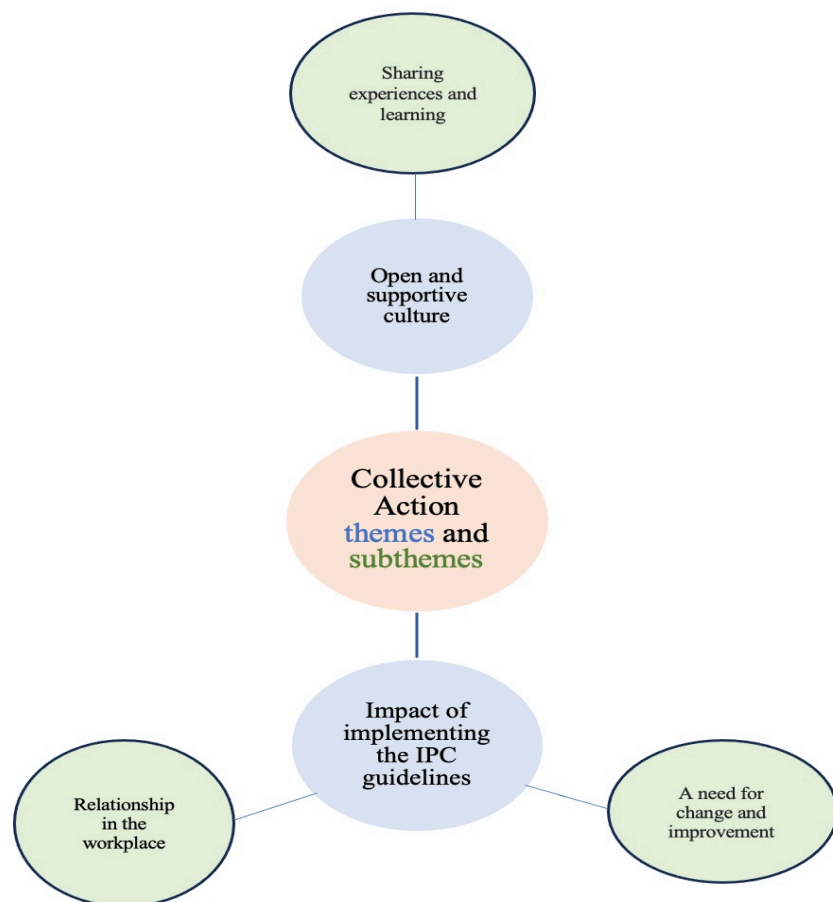 Sharing
experiences and
learning
Open and
supportive
culture
Collective
Action
themes and
subthemes
Impact of
implementing
the IPC
guidelines
Relationship
in the
workplace
A need for
change and
improvement